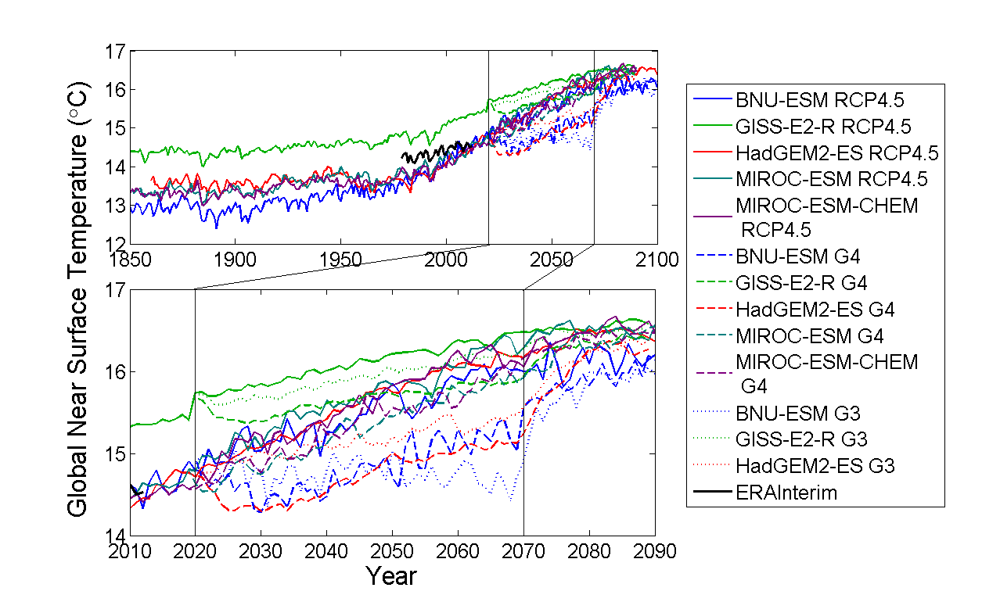 Global Near Surface Temperature (°C)
17
16
15
14
13
12
1850 1900 1950 2000 2050 2100
17
16
15
14
2010 2020 2030 2040 2050 2060 2070 2080 2090
Year
BNU-ESM RCP4.5
GISS-E2-R RCP4.5
HadGEM2-ES RCP4.5
MIROC-ESM RCP4.5
MIROC-ESM-CHEM
RCP4.5
BNU-ESM G4
GISS-E2-R G4
HadGEM2-ES G4
MIROC-ESM G4
MIROC-ESM-CHEM
G4
BNU-ESM G3
GISS-E2-R G3
HadGEM2-ES G3
ERAInterim